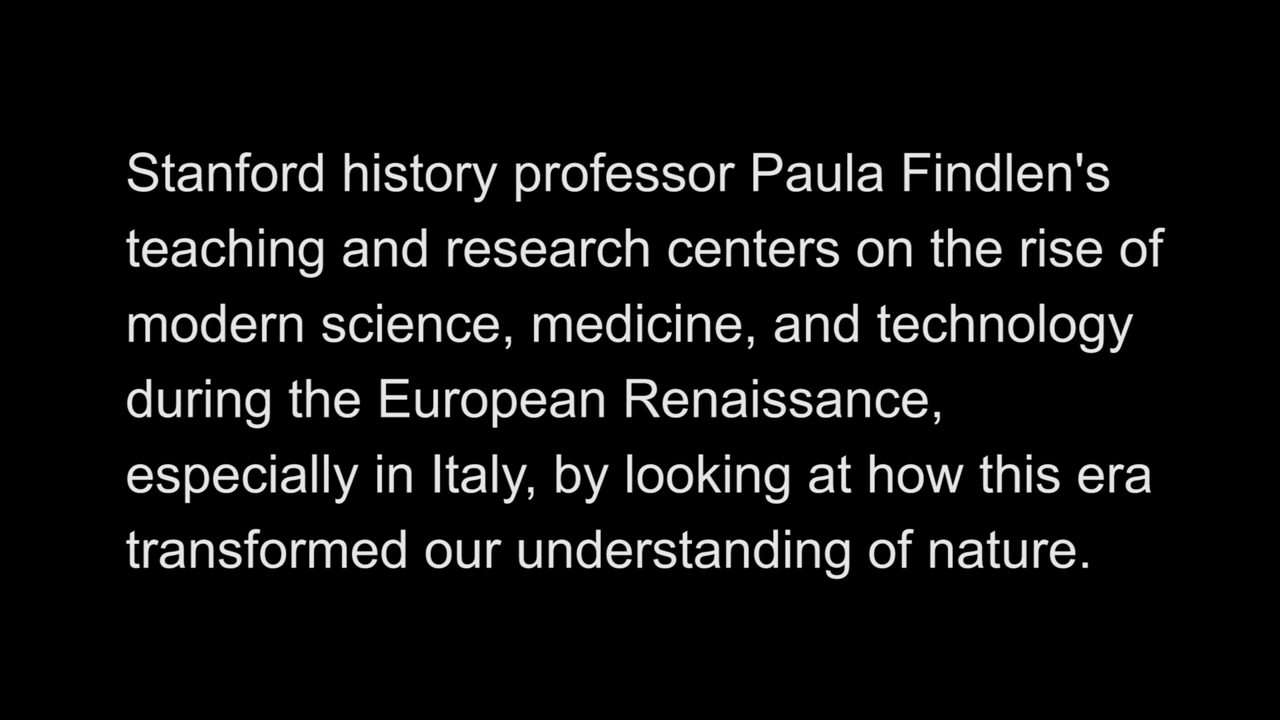 Stanford history professor Paula Findlen's
teaching and research centers on the rise of
modern science, medicine, and technology
during the European Renaissance,
especially in Italy, by looking at how this era
transformed our understanding of nature.